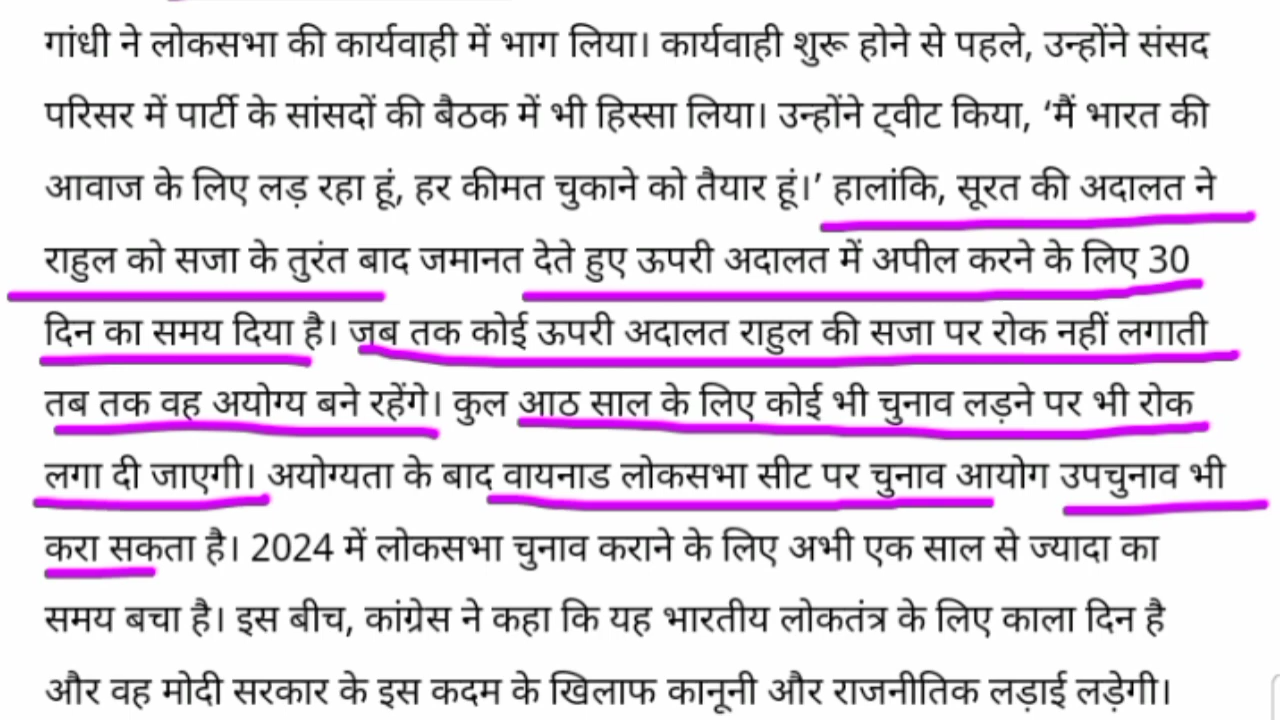 गांधी ने लोकसभा की कार्यवाही में भाग लिया। कार्यवाही शुरू होने से पहले, उन्होंने संसद
परिसर में पार्टी के सांसदों की बैठक में भी हिस्सा लिया। उन्होंने ट्वीट किया, ‘मैं भारत की
आवाज के लिए लड़ रहा हूं, हर कीमत चुकाने को तैयार हूं।’ हालांकि, सूरत की अदालत ने
राहुल को सजा के तुरंत बाद जमानत देते हुए ऊपरी अदालत में अपील करने के लिए 30
दिन का समय दिया है। जब तक कोई ऊपरी अदालत राहुल की सजा पर रोक नहीं लगाती
तब तक वह अयोग्य बने रहेंगे। कुल आठ साल के लिए कोई भी चुनाव लड़ने पर भी रोक
लगा दी जाएगी। अयोग्यता के बाद वायनाड लोकसभा सीट पर चुनाव आयोग उपचुनाव भी
करा सकता है। 2024 में लोकसभा चुनाव कराने के लिए अभी एक साल से ज्यादा का
समय बचा है। इस बीच, कांग्रेस ने कहा कि यह भारतीय लोकतंत्र के लिए काला दिन है
और वह मोदी सरकार के इस कदम के खिलाफ कानूनी और राजनीतिक लड़ाई लड़ेगी।